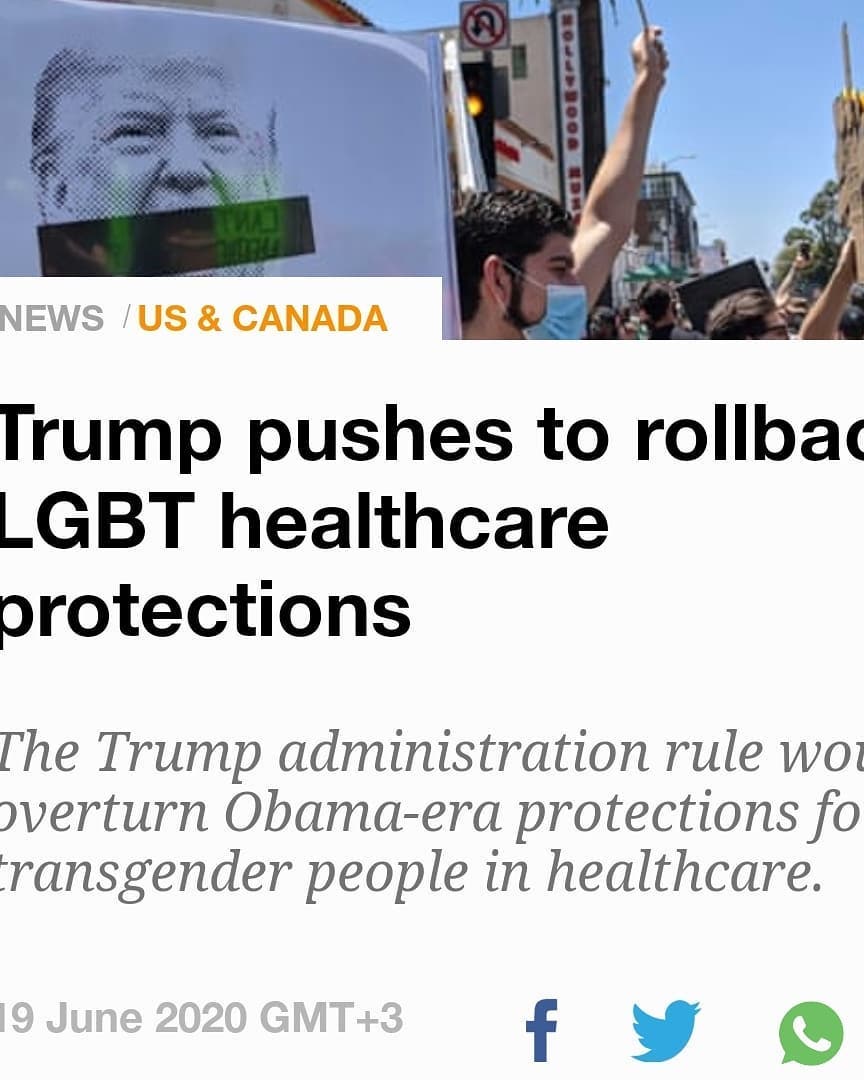 HOLLYWOOD
NEWS / US & CANADA
Trump pushes to rollbac
LGBT healthcare
protections
The Trump administration rule wou
overturn Obama-era protections fo
transgender people in healthcare.
19 June 2020 GMT+3